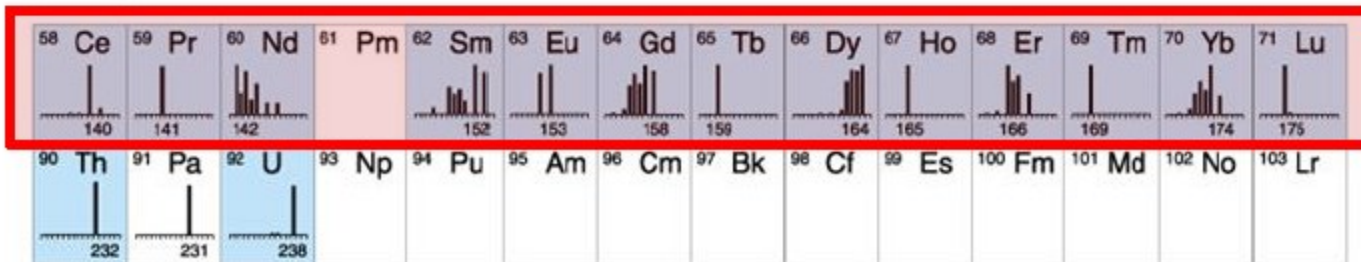 58 Ce 59 Pr 60 Nd 61 Pm 62 Sm 63 Eu 64 Gd 65 Tb 66 Dy 67 Ho 68 Er 69 Tm 70 Yb 71 Lu
140 141 142 152 153 158 159 164 165 166 169 174 175
90 Th 91 Pa 92 U 93 Np 94 Pu 95 Am 96 Cm 97 Bk 98 Cf 99 Es 100 Fm 101 Md 102 No 103 Lr
232 231 238